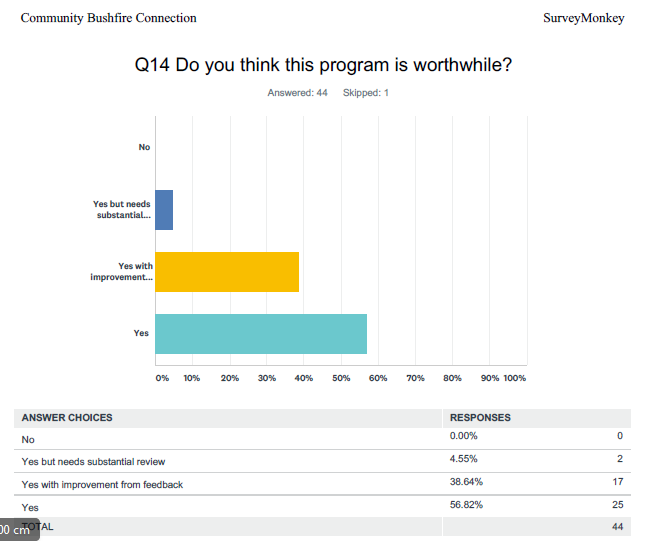 Community Bushfire Connection SurveyMonkey
Q14 Do you think this program is worthwhile?
Answered: 44 Skipped: 1
No
Yes but needs
substantial...
Yes with
improvement...
Yes
0% 10% 20% 30% 40% 50% 60% 70% 80% 90% 100%
ANSWER CHOICES RESPONSES
No 0.00% 0
Yes but needs substantial review 4.55% 2
Yes with improvement from feedback 38.64% 17
Yes 56.82% 25
TOTAL 44
00 cm